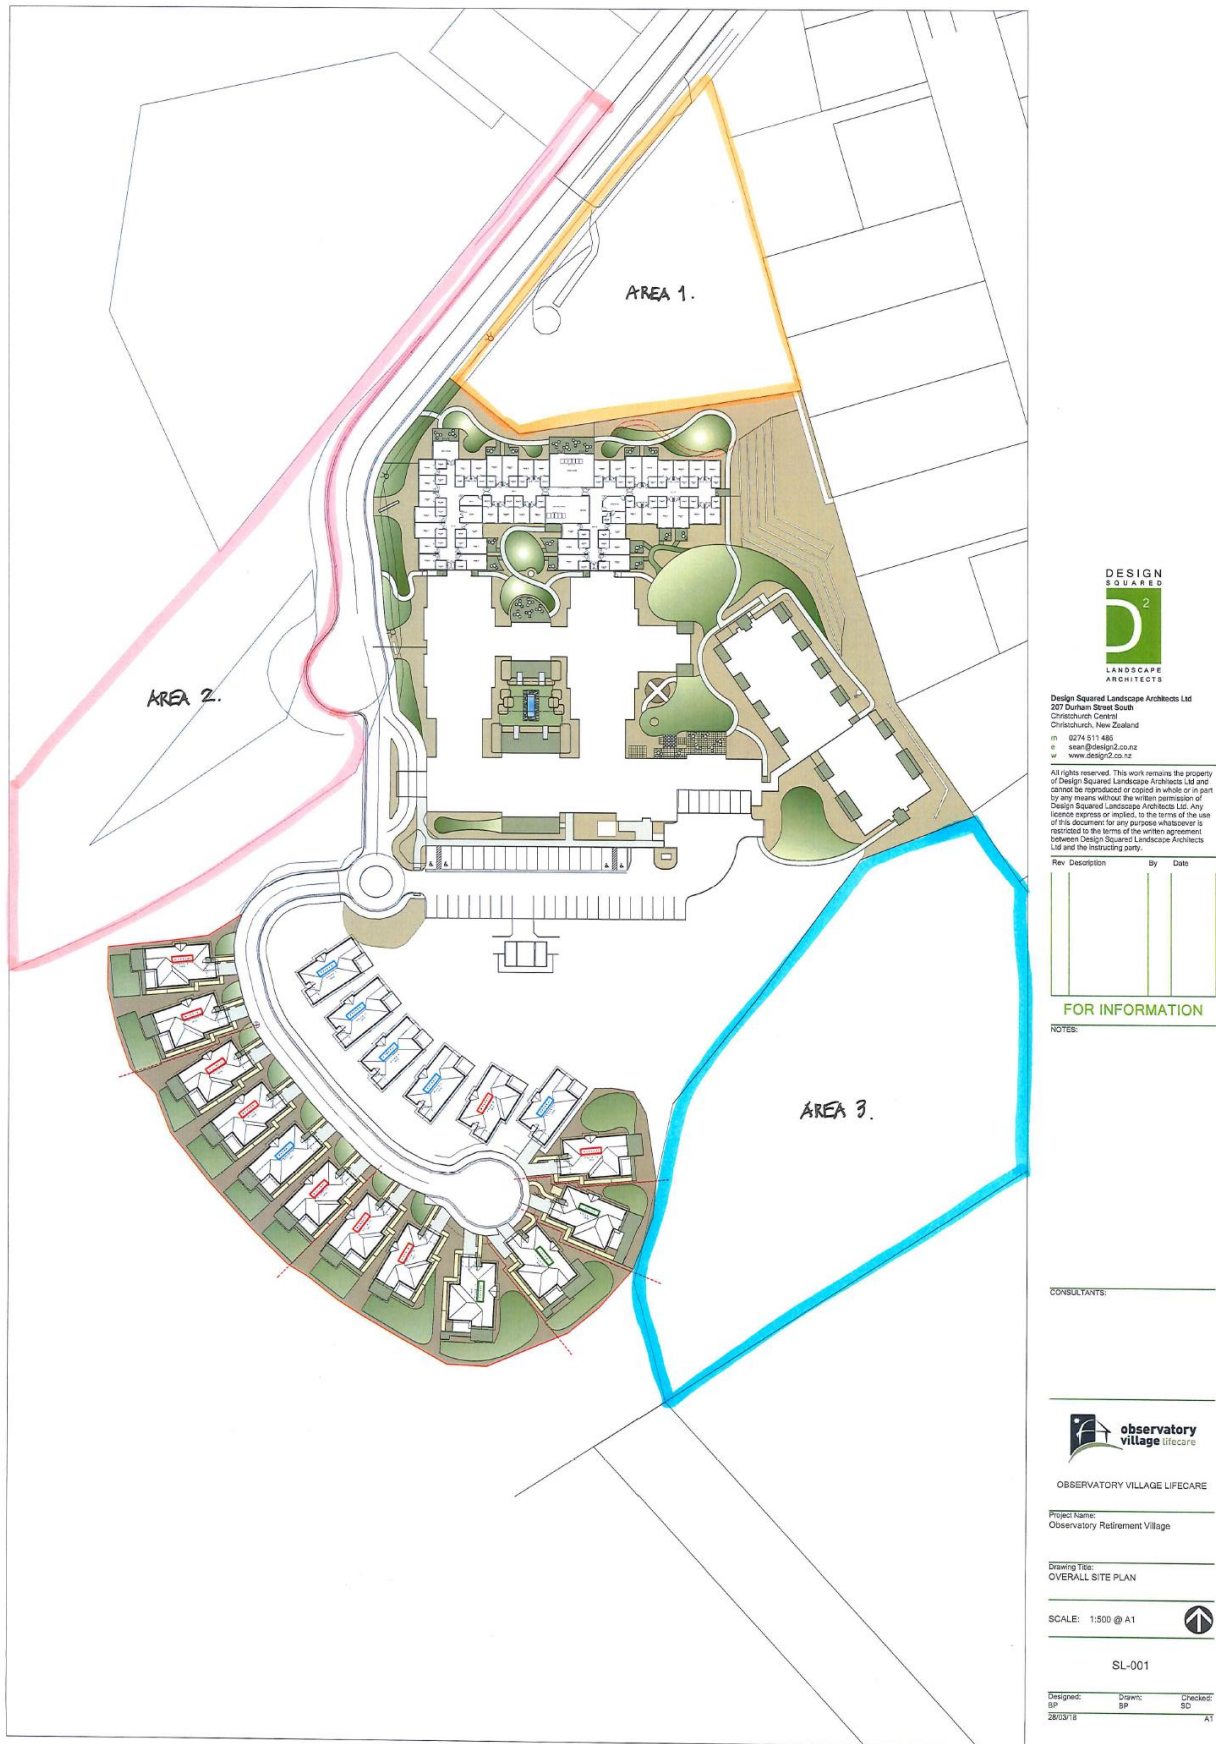 AREA 1.
AREA 2.
AREA 3.
DESIGN
SQUARED
D2
LANDSCAPE
ARCHITECTS
Design Squared Landscape Architects Ltd
207 Durham Street South
Christchurch Central
Christchurch, New Zealand
m 0274 511 486
e sean@design2.co.nz
w www.design2.co.nz
All rights reserved. This work remains the property
of Design Squared Landscape Architects Ltd and
cannot be reproduced or copied in whole or in part
by any means without the written permission of
Design Squared Landscape Architects Ltd. Any
licence express or implied, to the terms of the use
of this document for any purpose whatsoever is
restricted to the terms of the written agreement
between Design Squared Landscape Architects
Ltd and the instructing party.
Rev Description By Date
FOR INFORMATION
NOTES:
CONSULTANTS:
observatory
village lifecare
OBSERVATORY VILLAGE LIFECARE
Project Name:
Observatory Retirement Village
Drawing Title:
OVERALL SITE PLAN
SCALE: 1:500 @ A1
SL-001
Designed: Drawn: Checked:
BP BP SD
28/03/18 A1